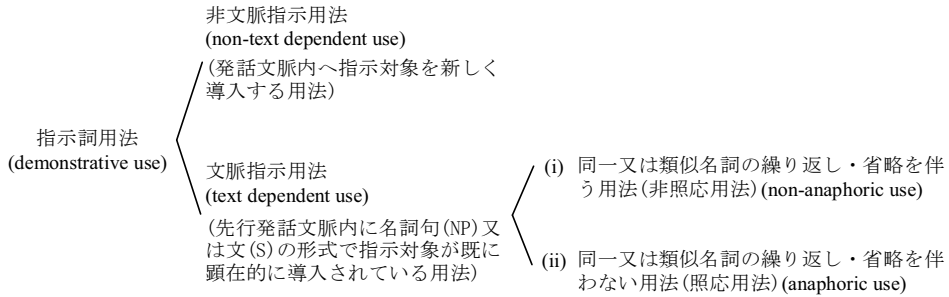 非文脈指示用法
(non-text dependent use)
(発話文脈内へ指示対象を新しく
導入する用法)
指示詞用法
(demonstrative use)
文脈指示用法
(text dependent use)
(先行発話文脈内に名詞句(NP)又
は文(S)の形式で指示対象が既に
顕在的に導入されている用法)
(i) 同一又は類似名詞の繰り返し・省略を伴
う用法(非照応用法)(non-anaphoric use)
(ii) 同一又は類似名詞の繰り返し・省略を伴
わない用法(照応用法)(anaphoric use)